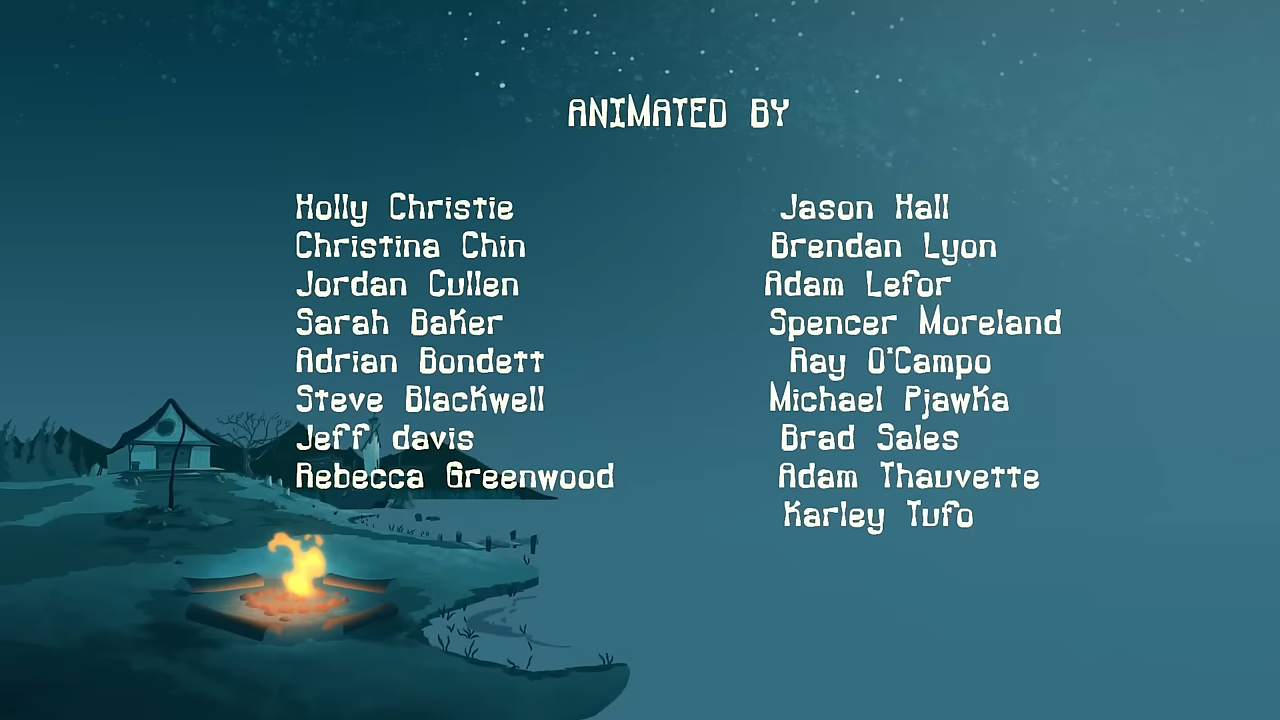 ANIMATED BY
Holly Christie
Christina Chin
Jordan Cullen
Sarah Baker
Adrian Bondett
Steve Blackwell
Jeff davis
Rebecca Greenwood
Jason Hall
Brendan Lyon
Adam Lefor
Spencer Moreland
Ray O'Campo
Michael Pjawka
Brad Sales
Adam Thauvette
Karley Tufo